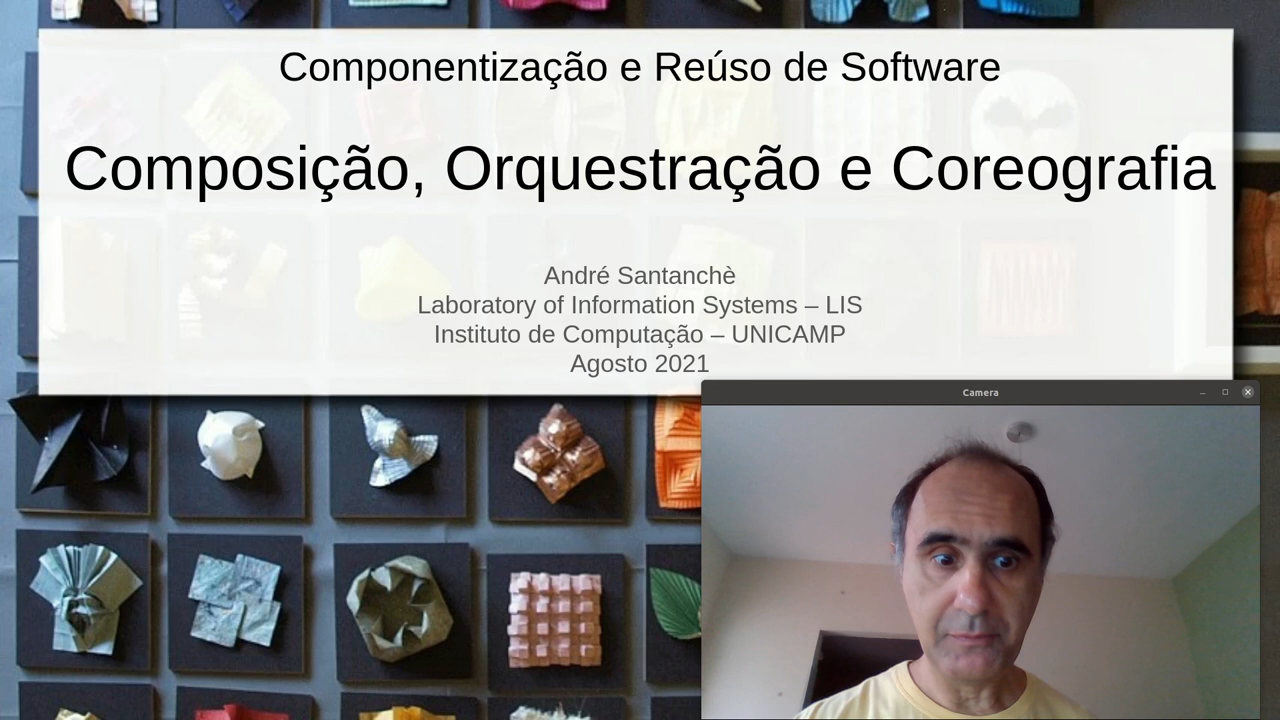 Componentização e Reúso de Software
Composição, Orquestração e Coreografia
André Santanchè
Laboratory of Information Systems – LIS
Instituto de Computação – UNICAMP
Agosto 2021
Camera